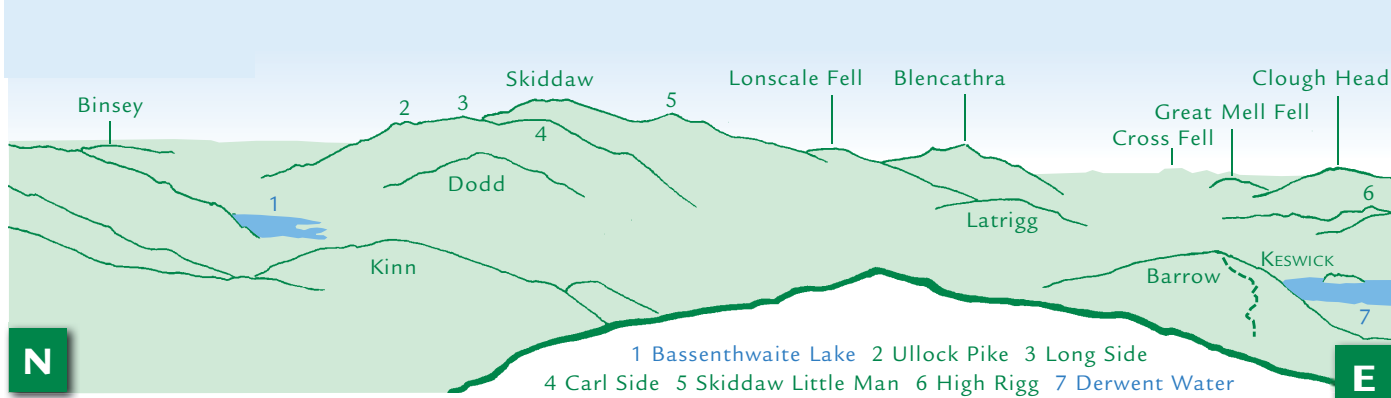 Skiddaw
Lonscale Fell
Blencathra
Clough Head
Binsey
2
3
5
Great Mell Fell
4
Cross Fell
Dodd
6
1
Latrigg
Kinn
Barrow
KESWICK
7
N
1 Bassenthwaite Lake 2 Ullock Pike 3 Long Side
4 Carl Side 5 Skiddaw Little Man 6 High Rigg 7 Derwent Water
E